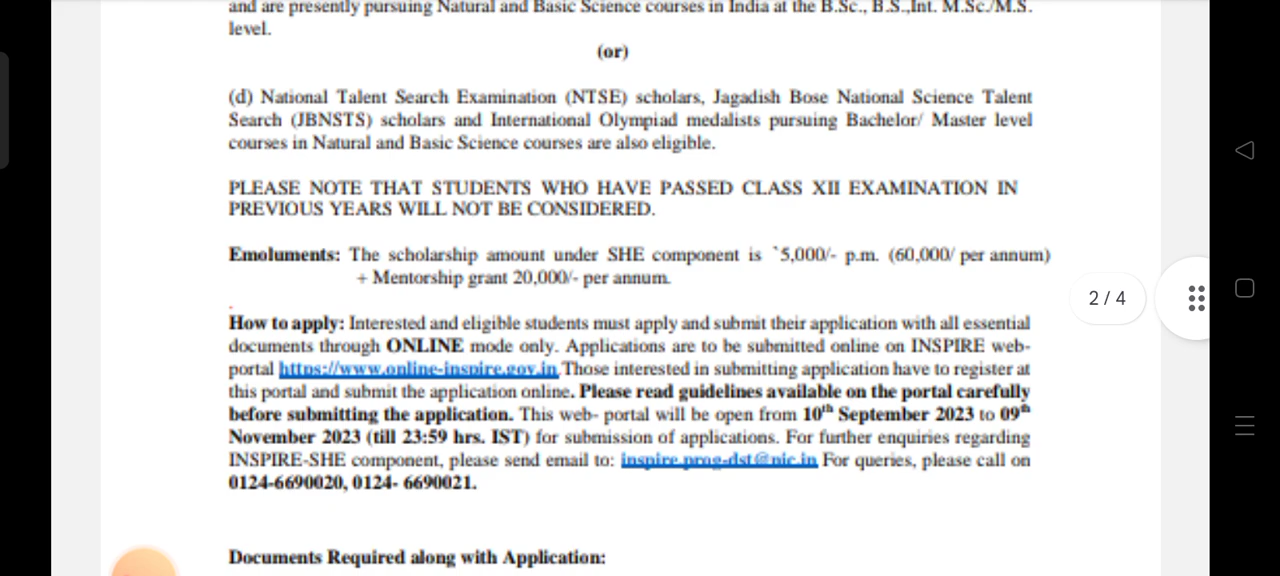 and are presently pursuing Natural and Basic Science courses in India at the B.Sc., B.S.,Int. M.Sc./M.S.
level.
(or)
(d) National Talent Search Examination (NTSE) scholars, Jagadish Bose National Science Talent
Search (JBNSTS) scholars and International Olympiad medalists pursuing Bachelor/ Master level
courses in Natural and Basic Science courses are also eligible.
PLEASE NOTE THAT STUDENTS WHO HAVE PASSED CLASS XII EXAMINATION IN
PREVIOUS YEARS WILL NOT BE CONSIDERED.
Emoluments: The scholarship amount under SHE component is `5,000/- p.m. (60,000/ per annum)
+ Mentorship grant 20,000/- per annum.
2 / 4
How to apply: Interested and eligible students must apply and submit their application with all essential
documents through ONLINE mode only. Applications are to be submitted online on INSPIRE web-
portal https://www.online-inspire.gov.in.Those interested in submitting application have to register at
this portal and submit the application online. Please read guidelines available on the portal carefully
before submitting the application. This web- portal will be open from 10th September 2023 to 09th
November 2023 (till 23:59 hrs. IST) for submission of applications. For further enquiries regarding
INSPIRE-SHE component, please send email to: inspire.prog-dst@nic.in For queries, please call on
0124-6690020, 0124- 6690021.
Documents Required along with Application: